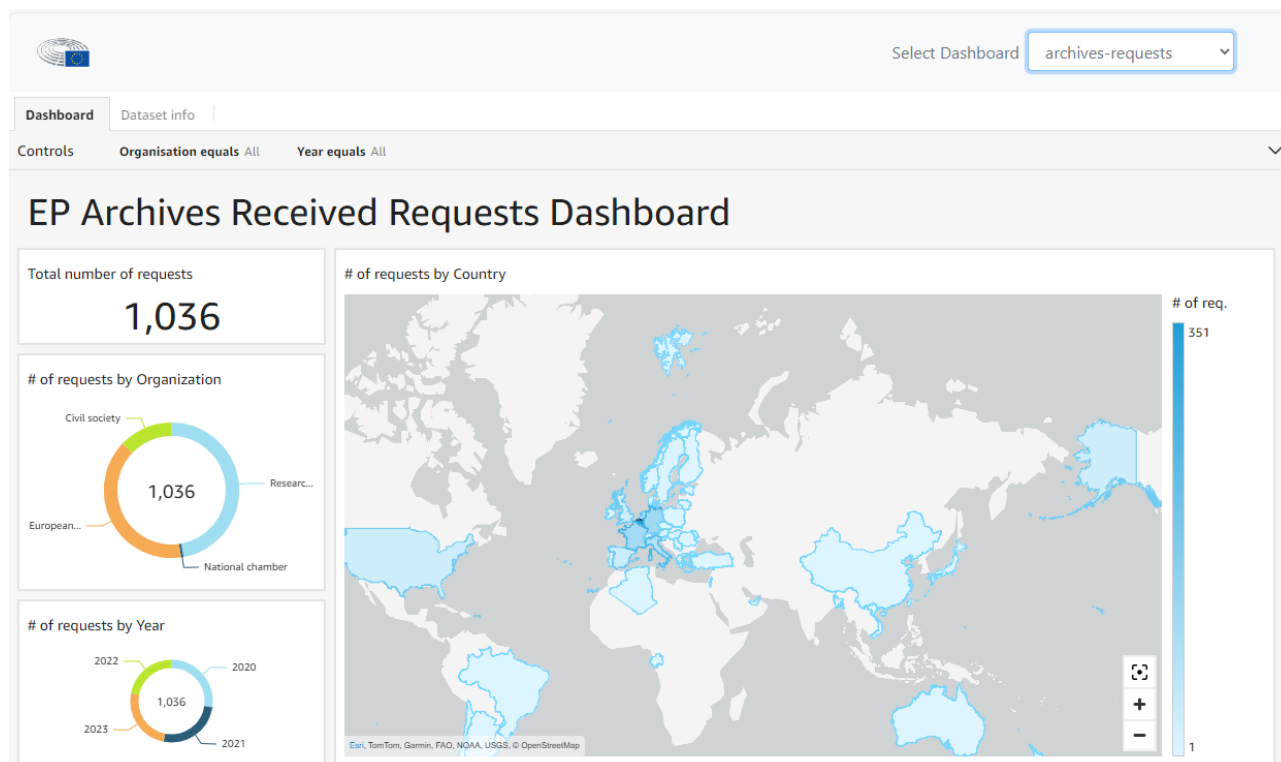 Select Dashboard archives-requests
Dashboard Dataset info
Controls Organisation equals All Year equals All
EP Archives Received Requests Dashboard
Total number of requests
1,036
# of requests by Organization
Civil society
1,036
Researc...
European...
National chamber
# of requests by Year
2022
2020
1,036
2023
2021
# of requests by Country
# of req.
351
1
Esri, TomTom, Garmin, FAO, NOAA, USGS, © OpenStreetMap